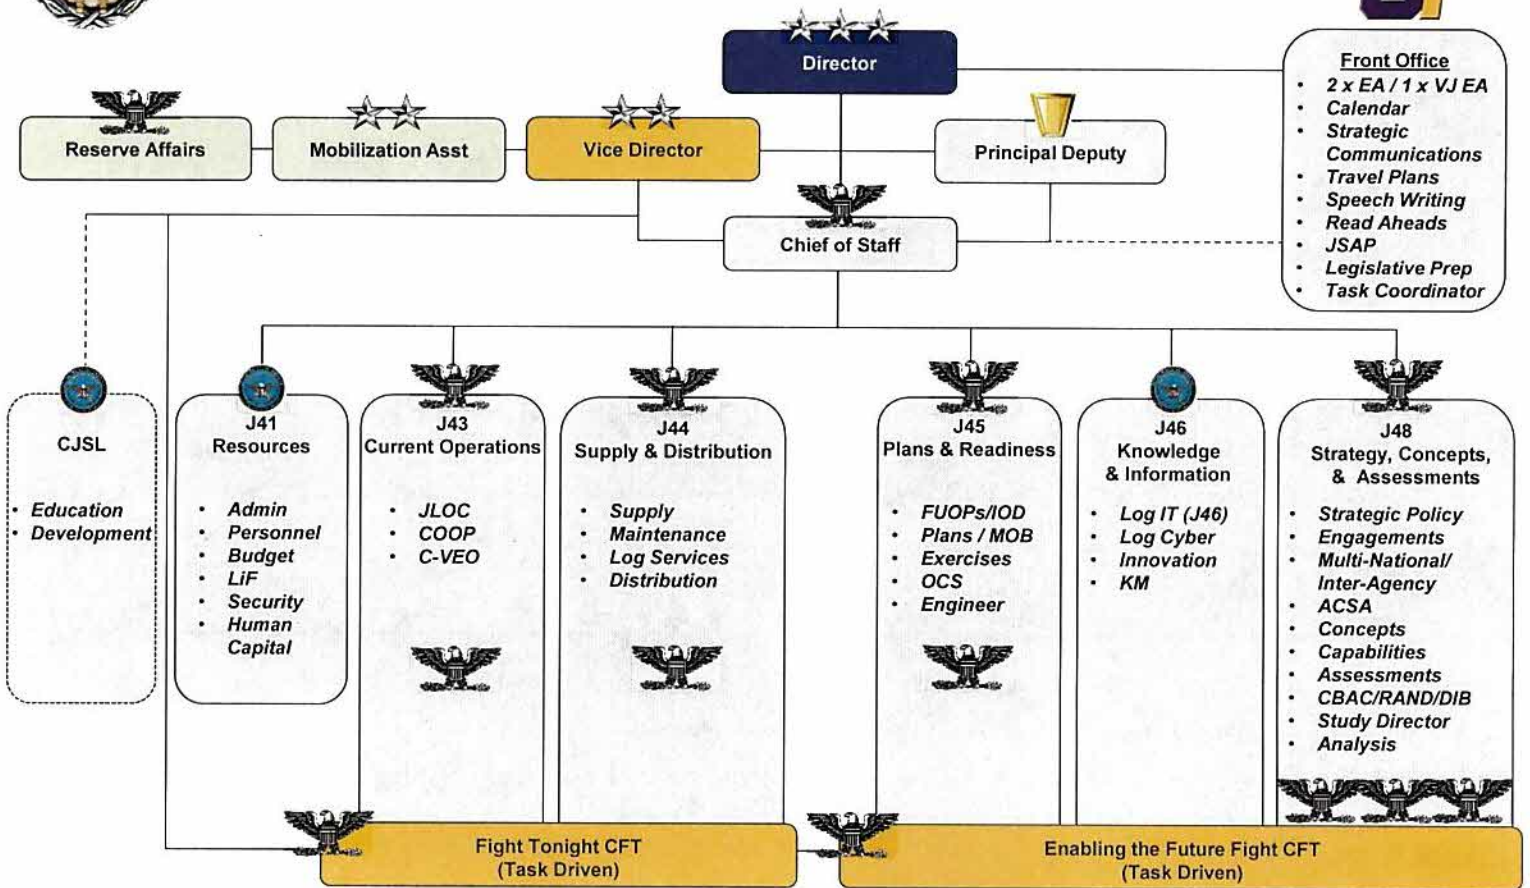 Director
Front Office
• 2 x EA / 1 x VJ EA
• Calendar
• Strategic
Communications
• Travel Plans
• Speech Writing
• Read Aheads
• JSAP
• Legislative Prep
• Task Coordinator
Reserve Affairs
Mobilization Asst
Vice Director
Principal Deputy
Chief of Staff
CJSL
• Education
• Development
J41
Resources
• Admin
• Personnel
• Budget
• LiF
• Security
• Human
Capital
J43
Current Operations
• JLOC
• COOP
• C-VEO
J44
Supply & Distribution
• Supply
• Maintenance
• Log Services
• Distribution
J45
Plans & Readiness
• FUOPs/IOD
• Plans / MOB
• Exercises
• OCS
• Engineer
J46
Knowledge
& Information
• Log IT (J46)
• Log Cyber
• Innovation
• KM
J48
Strategy, Concepts,
& Assessments
• Strategic Policy
• Engagements
• Multi-National/
Inter-Agency
• ACSA
• Concepts
• Capabilities
• Assessments
• CBAC/RAND/DIB
• Study Director
• Analysis
Fight Tonight CFT
(Task Driven)
Enabling the Future Fight CFT
(Task Driven)